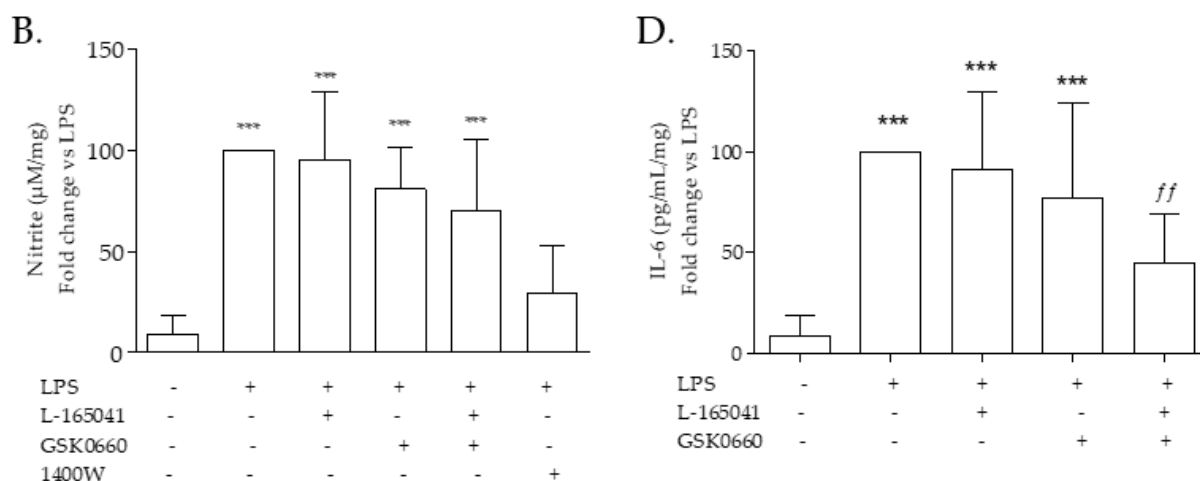 B.
Nitrite (µM/mg)
Fold change vs LPS
150
100
50
0
***
***
***
***
LPS - + + + + +
L-165041 - - + - + -
GSK0660 - - - + + -
1400W - - - - - +
D.
IL-6 (pg/mL/mg)
Fold change vs LPS
150
100
50
0
***
***
***
ƒƒ
LPS - + + + +
L-165041 - - + - +
GSK0660 - - - + +